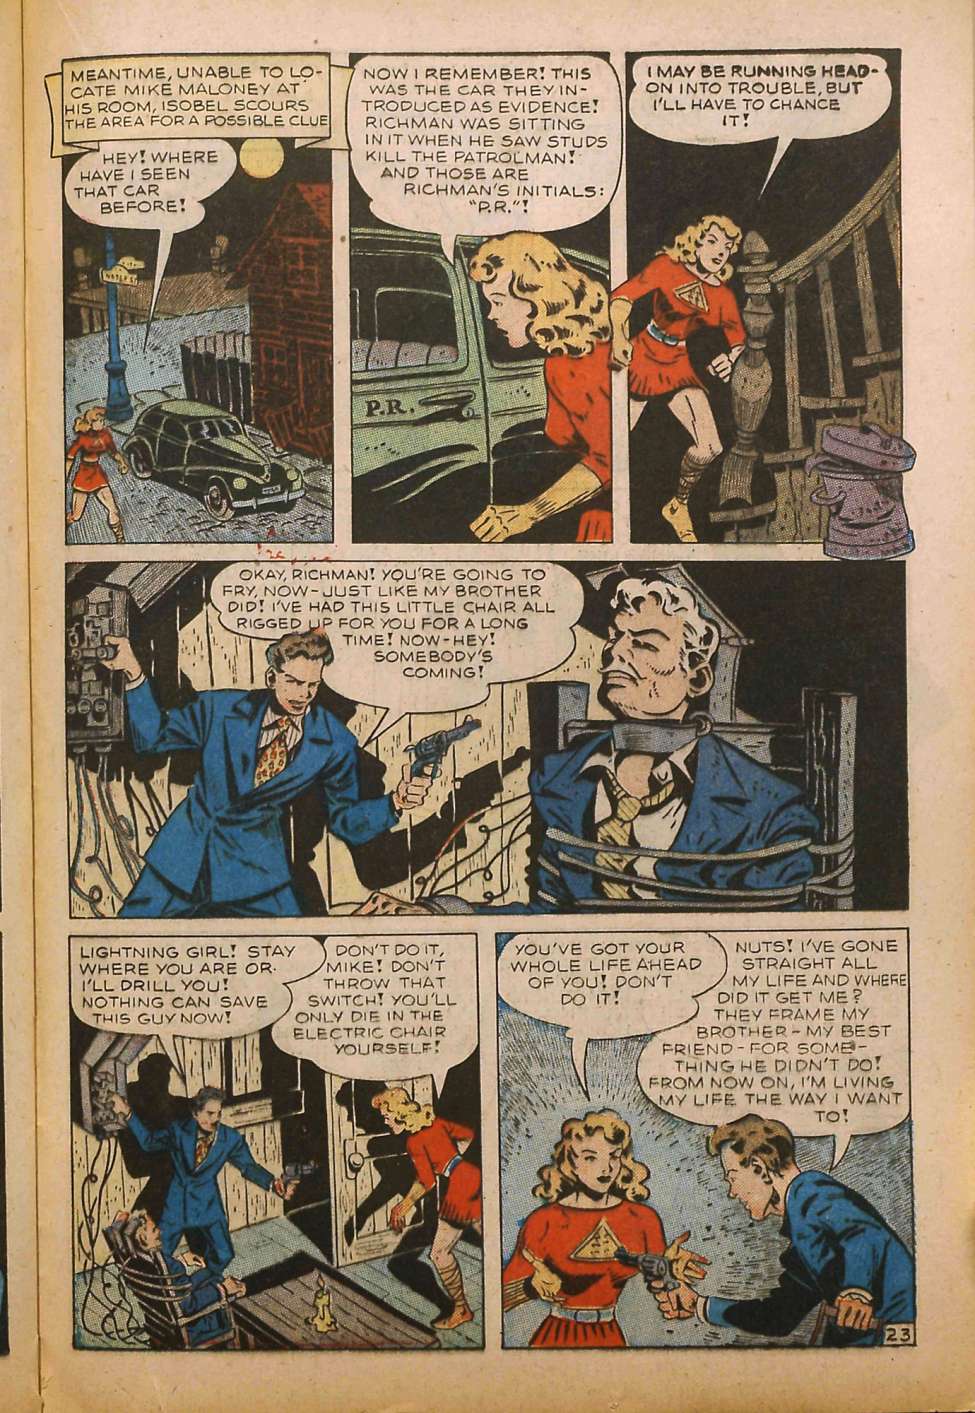 MEANTIME, UNABLE TO LO-
CATE MIKE MALONEY AT
HIS ROOM, ISOBEL SCOURS
THE AREA FOR A POSSIBLE CLUE
HEY! WHERE
HAVE I SEEN
THAT CAR
BEFORE!
NOW I REMEMBER! THIS
WAS THE CAR THEY IN-
TRODUCED AS EVIDENCE!
RICHMAN WAS SITTING
IN IT WHEN HE SAW STUDS
KILL THE PATROLMAN!
AND THOSE ARE
RICHMAN'S INITIALS:
"P.R."!
P.R.
I MAY BE RUNNING HEAD-
ON INTO TROUBLE, BUT
I'LL HAVE TO CHANCE
IT!
OKAY, RICHMAN! YOU'RE GOING TO
FRY, NOW-JUST LIKE MY BROTHER
DID! I'VE HAD THIS LITTLE CHAIR ALL
RIGGED UP FOR YOU FOR A LONG
TIME! NOW-HEY!
SOMEBODY'S
COMING!
LIGHTNING GIRL! STAY
WHERE YOU ARE OR
I'LL DRILL YOU!
NOTHING CAN SAVE
THIS GUY NOW!
DON'T DO IT,
MIKE! DON'T
THROW THAT
SWITCH! YOU'LL
ONLY DIE IN THE
ELECTRIC CHAIR
YOURSELF!
YOU'VE GOT YOUR
WHOLE LIFE AHEAD
OF YOU! DON'T
DO IT!
NUTS! I'VE GONE
STRAIGHT ALL
MY LIFE AND WHERE
DID IT GET ME?
THEY FRAME MY
BROTHER-MY BEST
FRIEND-FOR SOME-
THING HE DIDN'T DO!
FROM NOW ON, I'M LIVING
MY LIFE THE WAY I WANT
TO!
23